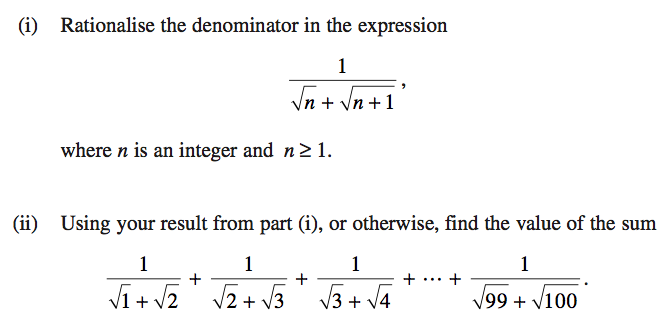 (i) Rationalise the denominator in the expression
1/(√n + √(n + 1)),
where n is an integer and n ≥ 1.
(ii) Using your result from part (i), or otherwise, find the value of the sum
1/(√1 + √2) + 1/(√2 + √3) + 1/(√3 + √4) + ⋯ + 1/(√99 + √100).